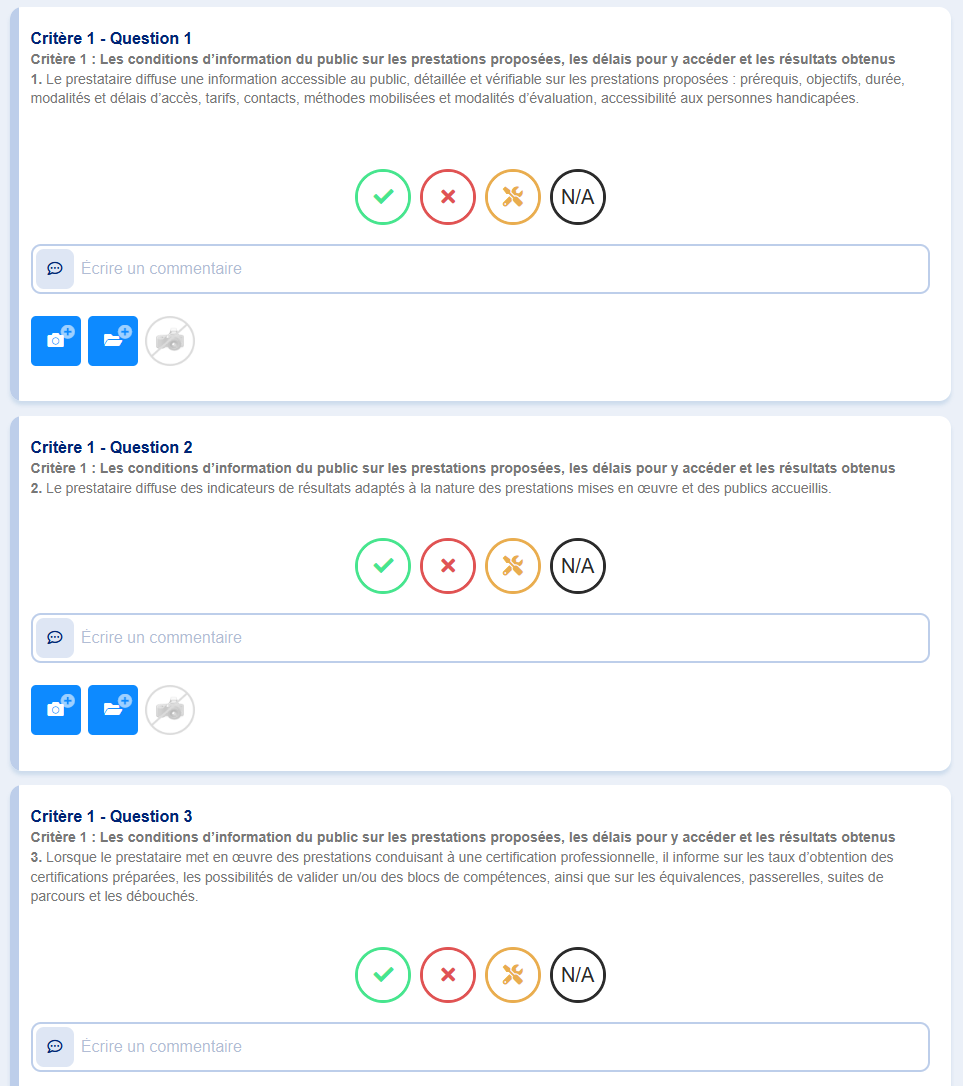 Critère 1 - Question 1
Critère 1 : Les conditions d’information du public sur les prestations proposées, les délais pour y accéder et les résultats obtenus
1. Le prestataire diffuse une information accessible au public, détaillée et vérifiable sur les prestations proposées : prérequis, objectifs, durée,
modalités et délais d’accès, tarifs, contacts, méthodes mobilisées et modalités d’évaluation, accessibilité aux personnes handicapées.
N/A
Écrire un commentaire
Critère 1 - Question 2
Critère 1 : Les conditions d’information du public sur les prestations proposées, les délais pour y accéder et les résultats obtenus
2. Le prestataire diffuse des indicateurs de résultats adaptés à la nature des prestations mises en œuvre et des publics accueillis.
N/A
Écrire un commentaire
Critère 1 - Question 3
Critère 1 : Les conditions d’information du public sur les prestations proposées, les délais pour y accéder et les résultats obtenus
3. Lorsque le prestataire met en œuvre des prestations conduisant à une certification professionnelle, il informe sur les taux d’obtention des
certifications préparées, les possibilités de valider un/ou des blocs de compétences, ainsi que sur les équivalences, passerelles, suites de
parcours et les débouchés.
N/A
Écrire un commentaire